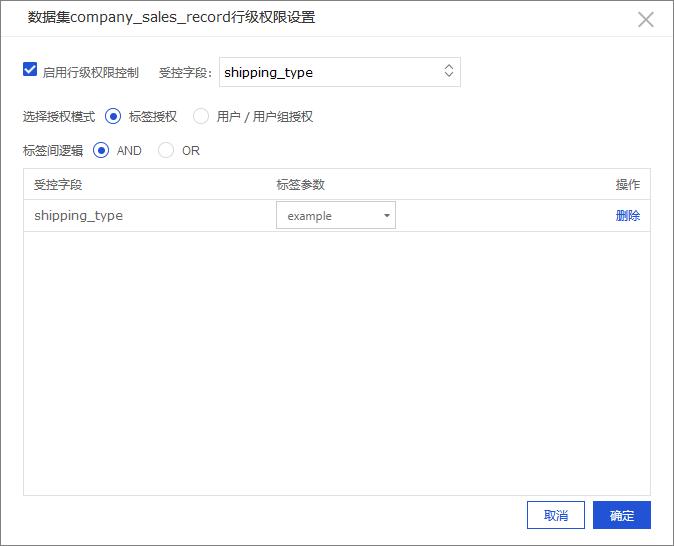 数据集company_sales_record行级权限设置
启用行级权限控制 受控字段: shipping_type
选择授权模式 标签授权 用户 / 用户组授权
标签间逻辑 AND OR
受控字段 标签参数 操作
shipping_type example 删除
取消 确定